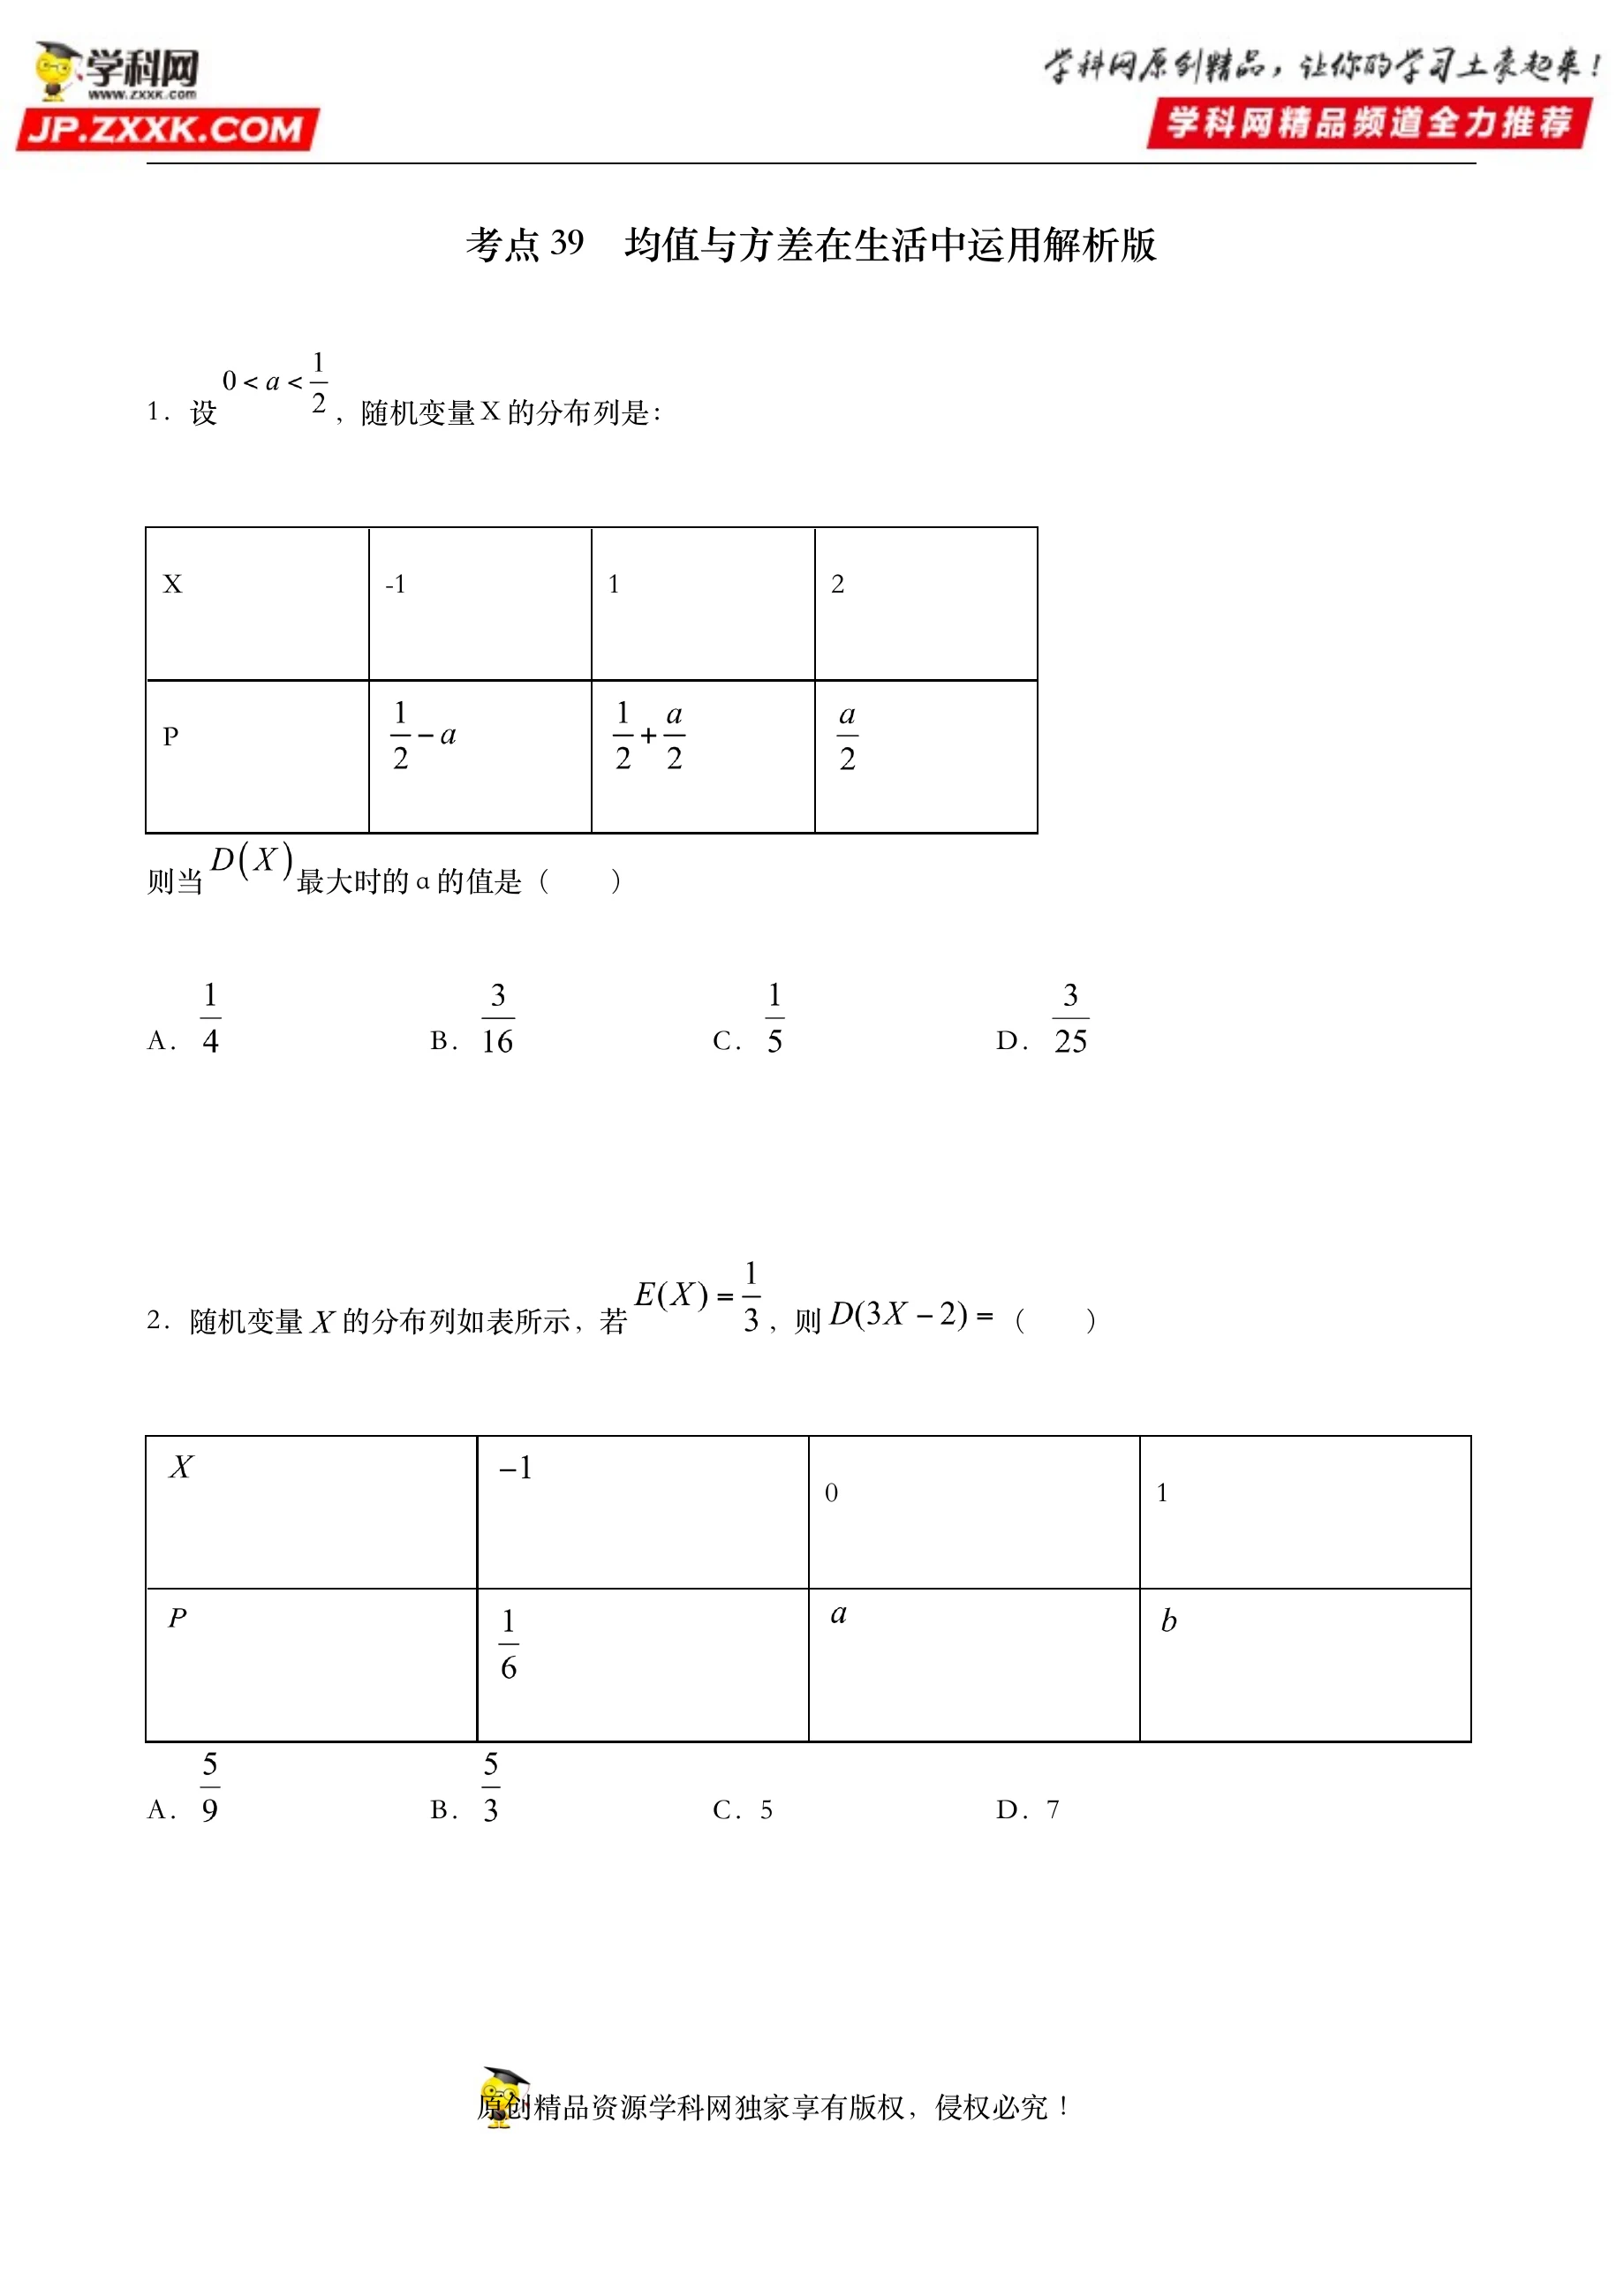 学科网
www.zxxk.com
JP.ZXXK.COM
学科网原创精品，让你的学习土豪起来！
学科网精品频道全力推荐
考点 39　均值与方差在生活中运用解析版
1．设 0 < a < 1/2 ，随机变量 X 的分布列是：
X -1 1 2
P 1/2 − a 1/2 + a/2 a/2
则当 D(X) 最大时的 α 的值是（　　）
A． 1/4 B． 3/16 C． 1/5 D． 3/25
2．随机变量 X 的分布列如表所示，若 E(X) = 1/3 ，则 D(3X − 2) =（　　）
X −1 0 1
P 1/6 a b
A． 5/9 B． 5/3 C．5 D．7
原创精品资源学科网独家享有版权，侵权必究！